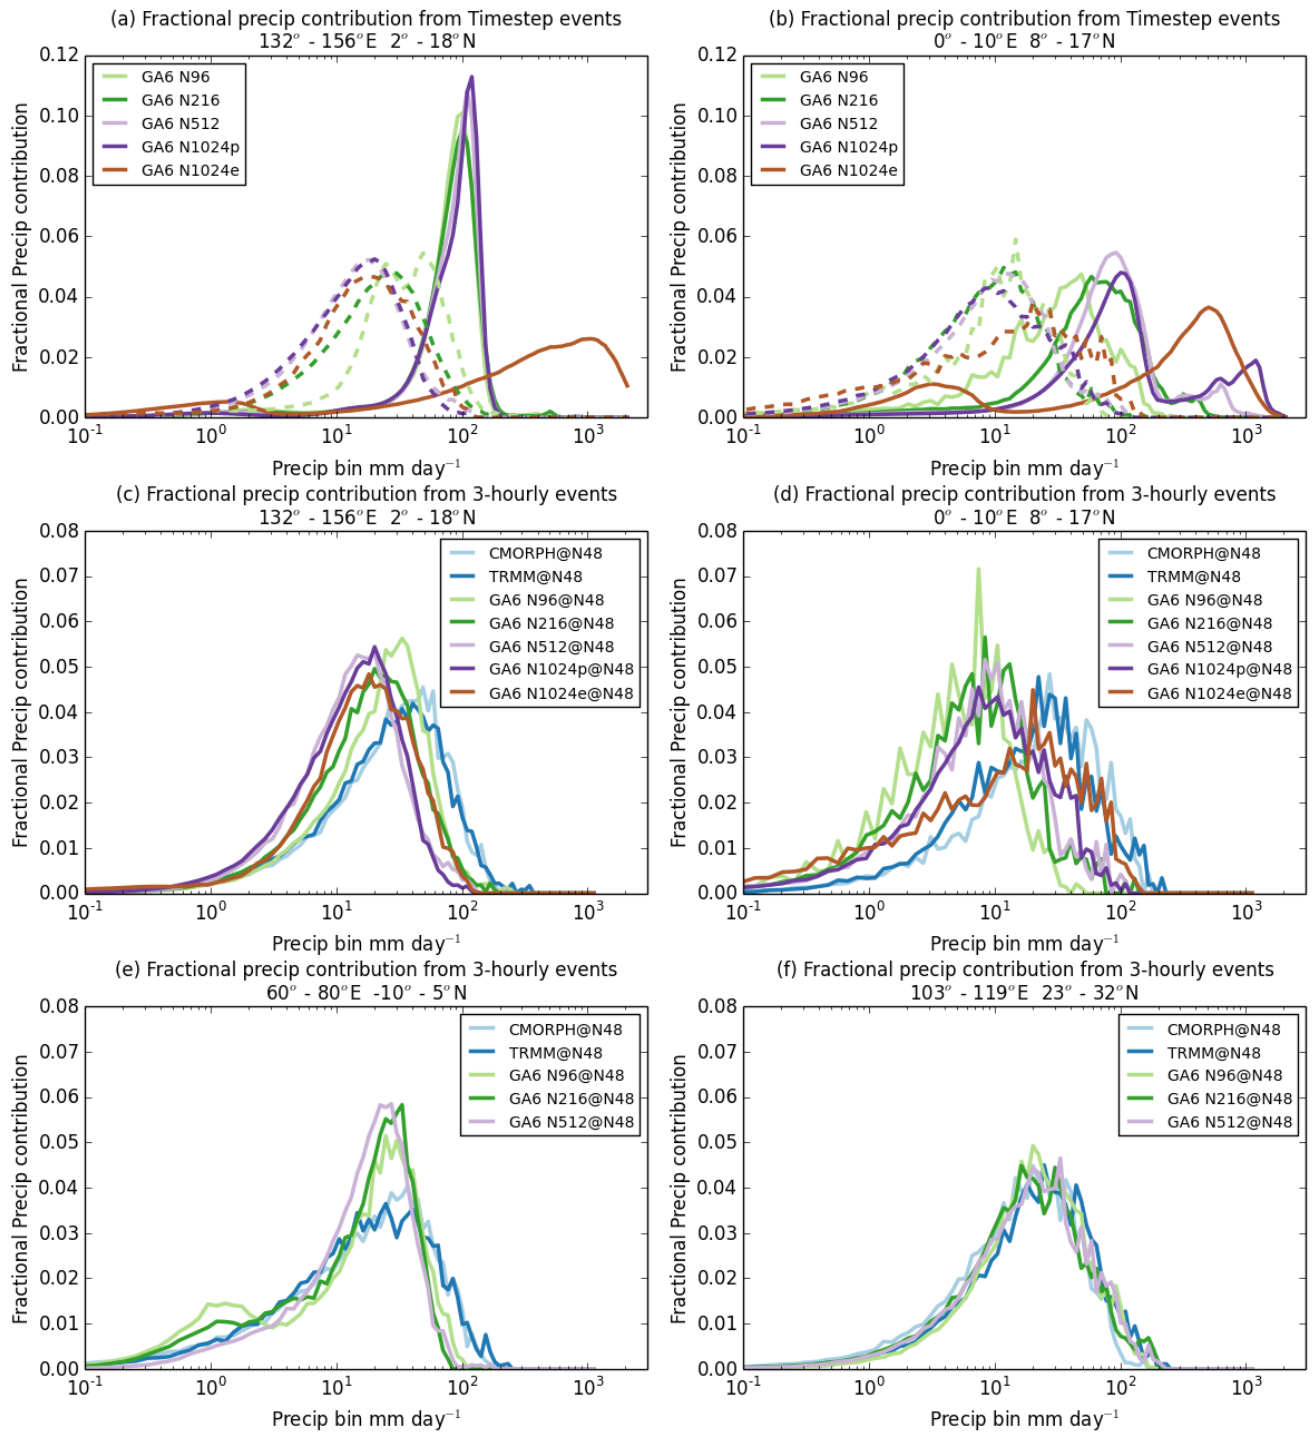 (a) Fractional precip contribution from Timestep events
132° - 156°E 2° - 18°N
Fractional Precip contribution
0.12
0.10
0.08
0.06
0.04
0.02
0.00
GA6 N96
GA6 N216
GA6 N512
GA6 N1024p
GA6 N1024e
10⁻¹ 10⁰ 10¹ 10² 10³
Precip bin mm day⁻¹
(b) Fractional precip contribution from Timestep events
0° - 10°E 8° - 17°N
Fractional Precip contribution
0.12
0.10
0.08
0.06
0.04
0.02
0.00
GA6 N96
GA6 N216
GA6 N512
GA6 N1024p
GA6 N1024e
10⁻¹ 10⁰ 10¹ 10² 10³
Precip bin mm day⁻¹
(c) Fractional precip contribution from 3-hourly events
132° - 156°E 2° - 18°N
Fractional Precip contribution
0.08
0.07
0.06
0.05
0.04
0.03
0.02
0.01
0.00
CMORPH@N48
TRMM@N48
GA6 N96@N48
GA6 N216@N48
GA6 N512@N48
GA6 N1024p@N48
GA6 N1024e@N48
10⁻¹ 10⁰ 10¹ 10² 10³
Precip bin mm day⁻¹
(d) Fractional precip contribution from 3-hourly events
0° - 10°E 8° - 17°N
Fractional Precip contribution
0.08
0.07
0.06
0.05
0.04
0.03
0.02
0.01
0.00
CMORPH@N48
TRMM@N48
GA6 N96@N48
GA6 N216@N48
GA6 N512@N48
GA6 N1024p@N48
GA6 N1024e@N48
10⁻¹ 10⁰ 10¹ 10² 10³
Precip bin mm day⁻¹
(e) Fractional precip contribution from 3-hourly events
60° - 80°E -10° - 5°N
Fractional Precip contribution
0.08
0.07
0.06
0.05
0.04
0.03
0.02
0.01
0.00
CMORPH@N48
TRMM@N48
GA6 N96@N48
GA6 N216@N48
GA6 N512@N48
10⁻¹ 10⁰ 10¹ 10² 10³
Precip bin mm day⁻¹
(f) Fractional precip contribution from 3-hourly events
103° - 119°E 23° - 32°N
Fractional Precip contribution
0.08
0.07
0.06
0.05
0.04
0.03
0.02
0.01
0.00
CMORPH@N48
TRMM@N48
GA6 N96@N48
GA6 N216@N48
GA6 N512@N48
10⁻¹ 10⁰ 10¹ 10² 10³
Precip bin mm day⁻¹